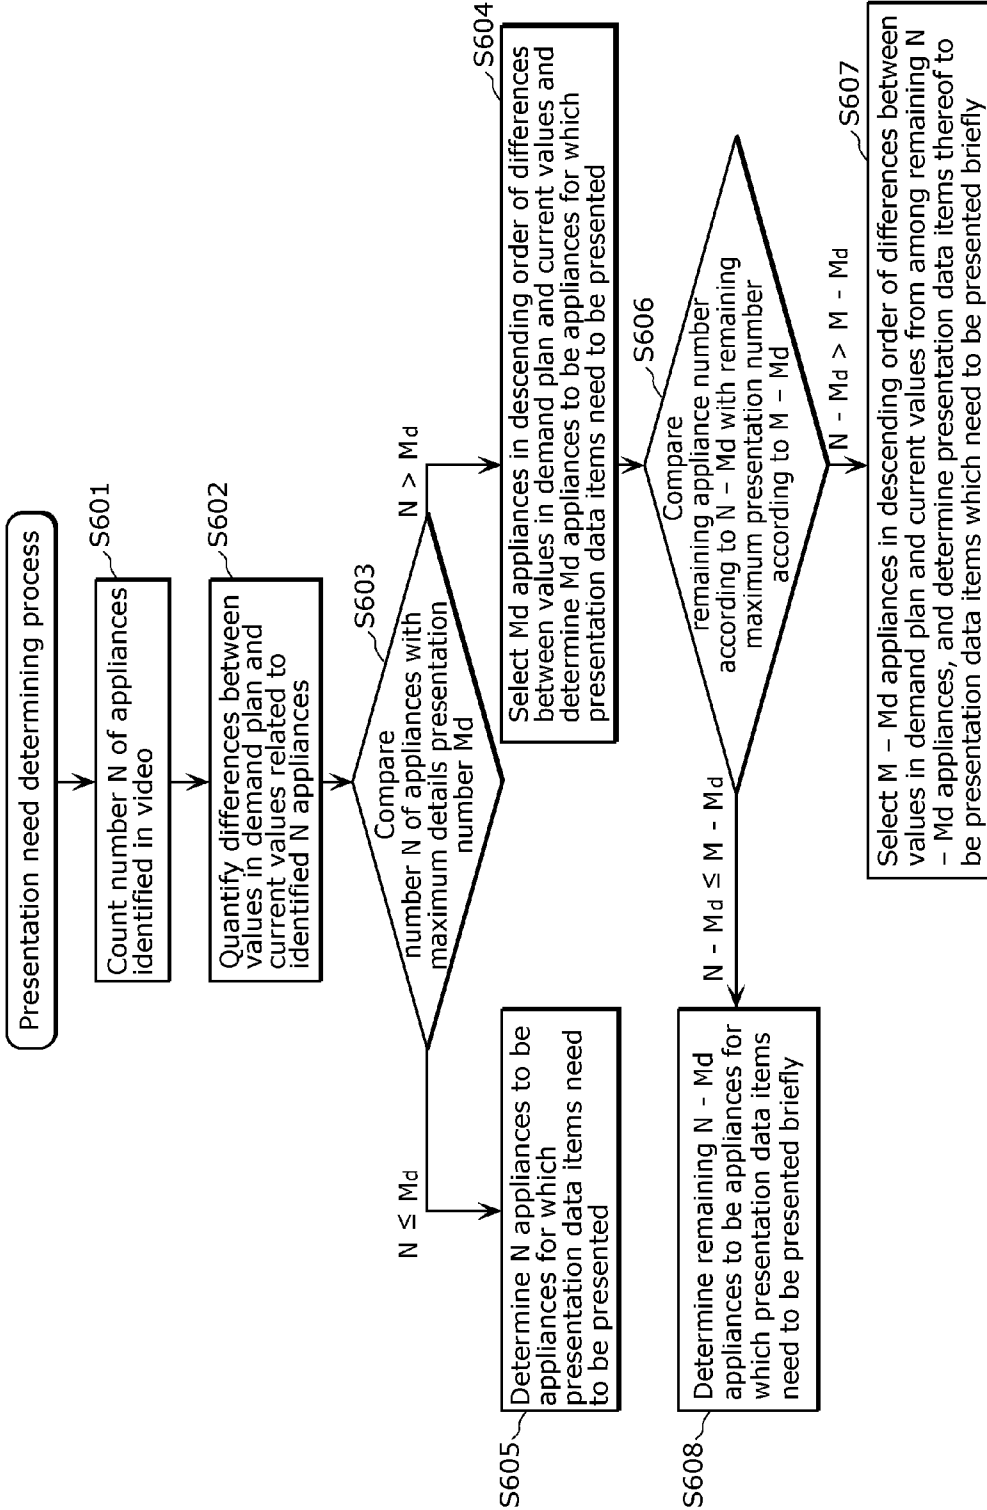 Presentation need determining process
S601
Count number N of appliances
identified in video
S602
Quantify differences between
values in demand plan and
current values related to
identified N appliances
S603
Compare
number N of appliances with
maximum details presentation
number Md
N ≤ Md
N > Md
S605
Determine N appliances to be
appliances for which
presentation data items need
to be presented
S604
Select Md appliances in descending order of differences
between values in demand plan and current values and
determine Md appliances to be appliances for which
presentation data items need to be presented
S606
Compare
remaining appliance number
according to N – Md with remaining
maximum presentation number
according to M – Md
N - Md ≤ M - Md
N - Md > M - Md
S608
Determine remaining N - Md
appliances to be appliances for
which presentation data items
need to be presented briefly
S607
Select M – Md appliances in descending order of differences between
values in demand plan and current values from among remaining N
– Md appliances, and determine presentation data items thereof to
be presentation data items which need to be presented briefly